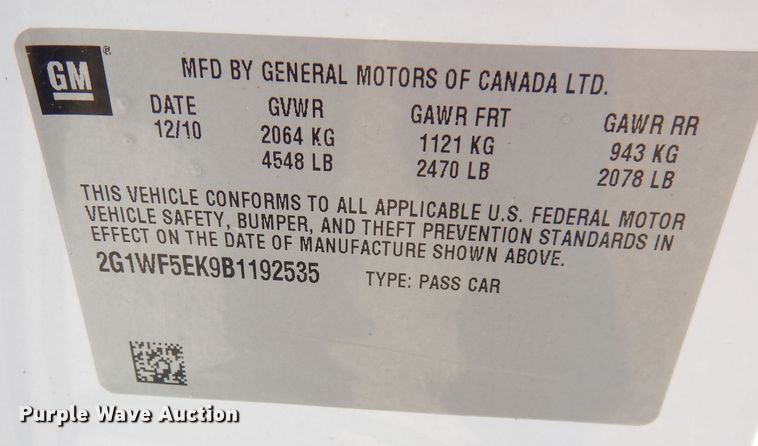 GM®
MFD BY GENERAL MOTORS OF CANADA LTD.
DATE GVWR GAWR FRT GAWR RR
12/10 2064 KG 1121 KG 943 KG
4548 LB 2470 LB 2078 LB
THIS VEHICLE CONFORMS TO ALL APPLICABLE U.S. FEDERAL MOTOR
VEHICLE SAFETY, BUMPER, AND THEFT PREVENTION STANDARDS IN
EFFECT ON THE DATE OF MANUFACTURE SHOWN ABOVE.
2G1WF5EK9B1192535 TYPE: PASS CAR
Purple Wave Auction